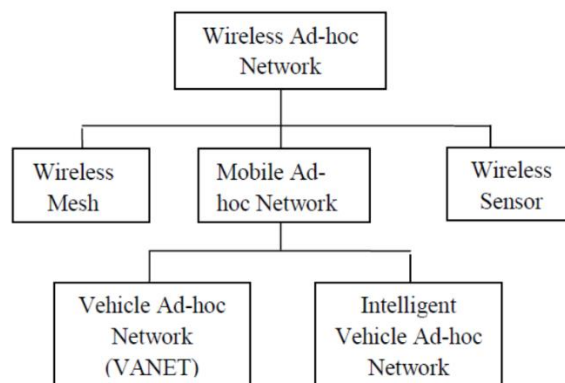 Wireless Ad-hoc
Network
Wireless
Mesh
Mobile Ad-
hoc Network
Wireless
Sensor
Vehicle Ad-hoc
Network
(VANET)
Intelligent
Vehicle Ad-hoc
Network